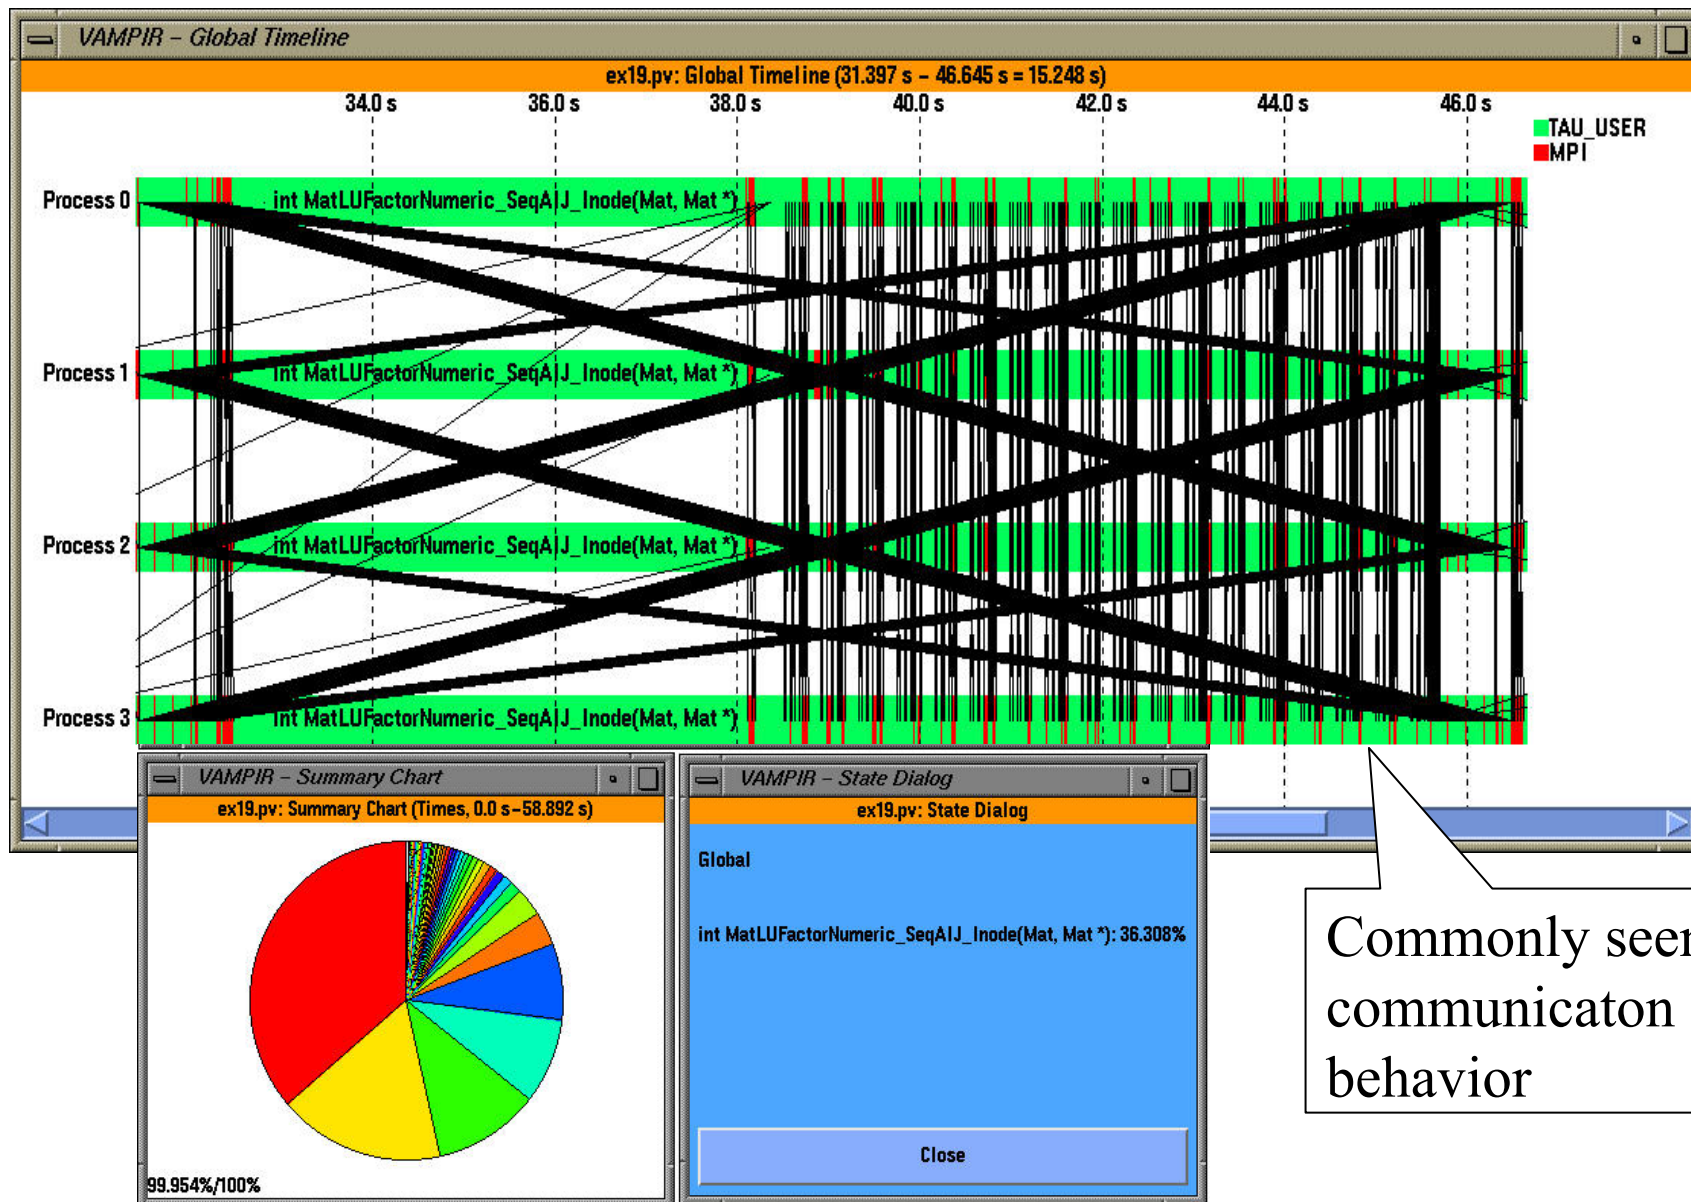 VAMPIR – Global Timeline
ex19.pv: Global Timeline (31.397 s – 46.645 s = 15.248 s)
34.0 s 36.0 s 38.0 s 40.0 s 42.0 s 44.0 s 46.0 s
TAU_USER
MPI
Process 0 int MatLUFactorNumeric_SeqAIJ_Inode(Mat, Mat *)
Process 1 int MatLUFactorNumeric_SeqAIJ_Inode(Mat, Mat *)
Process 2 int MatLUFactorNumeric_SeqAIJ_Inode(Mat, Mat *)
Process 3 int MatLUFactorNumeric_SeqAIJ_Inode(Mat, Mat *)
VAMPIR – Summary Chart
ex19.pv: Summary Chart (Times, 0.0 s–58.892 s)
99.954%/100%
VAMPIR – State Dialog
ex19.pv: State Dialog
Global
int MatLUFactorNumeric_SeqAIJ_Inode(Mat, Mat *): 36.308%
Close
Commonly seen
communicaton
behavior